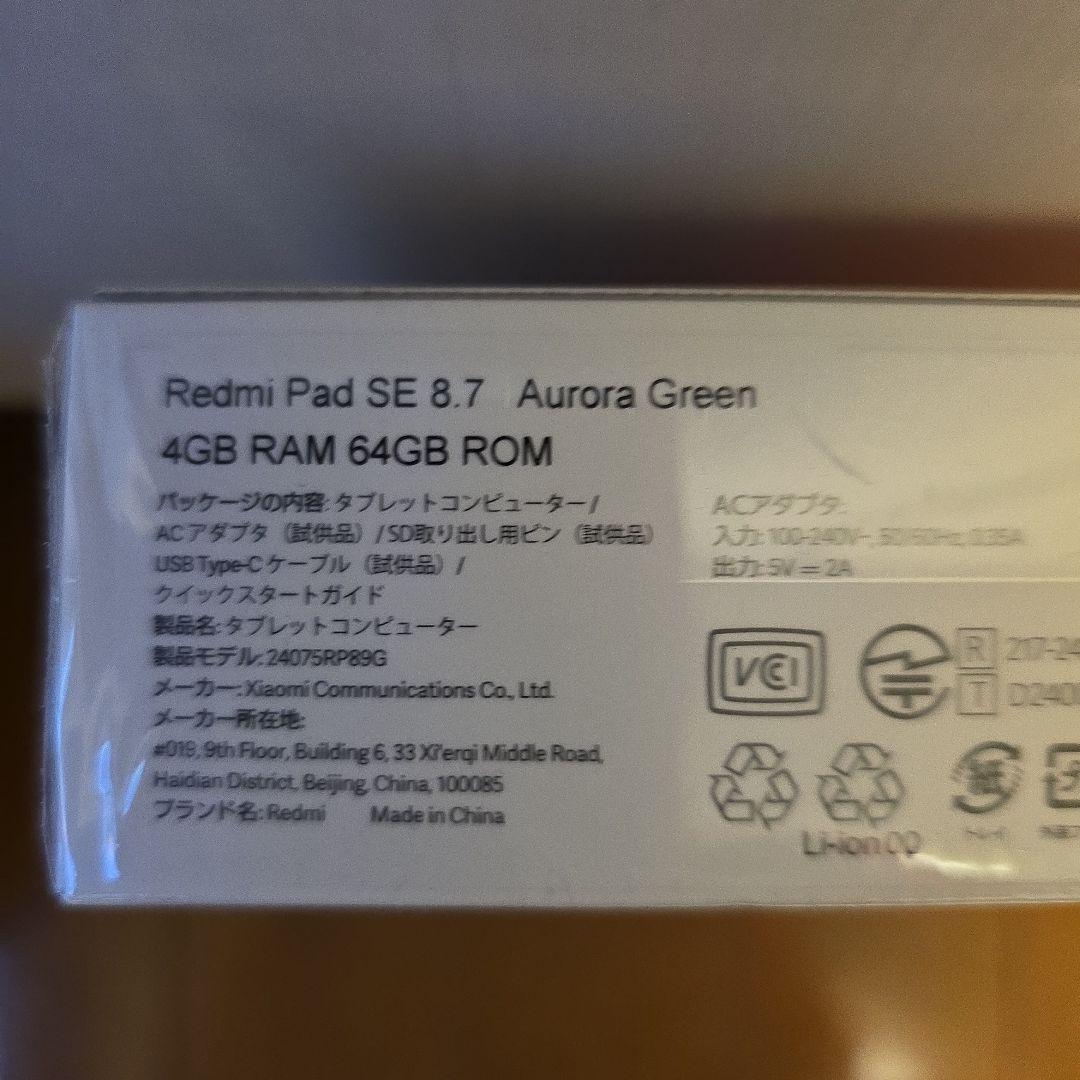 Redmi Pad SE 8.7 Aurora Green
4GB RAM 64GB ROM
パッケージの内容: タブレットコンピューター /
ACアダプタ（試供品）/ SD取り出し用ピン（試供品）
USB Type-C ケーブル（試供品）/
クイックスタートガイド
製品名: タブレットコンピューター
製品モデル: 24075RP89G
メーカー: Xiaomi Communications Co., Ltd.
メーカー所在地:
#019, 9th Floor, Building 6, 33 Xi'erqi Middle Road,
Haidian District, Beijing, China, 100085
ブランド名: Redmi Made in China
ACアダプタ:
入力: 100-240V~, 50/60Hz, 0.35A
出力: 5V = 2A
VCI
R 217-24
T D240
紙
Li-ion 00